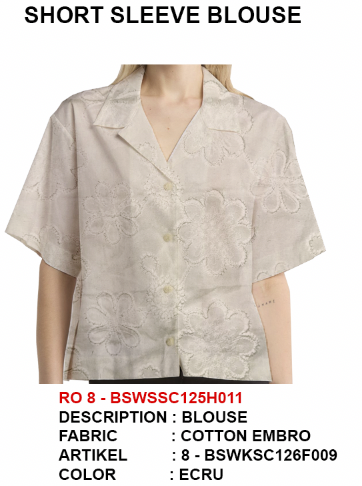 SHORT SLEEVE BLOUSE
RO 8 - BSWSSC125H011
DESCRIPTION : BLOUSE
FABRIC : COTTON EMBRO
ARTIKEL : 8 - BSWKSC126F009
COLOR : ECRU